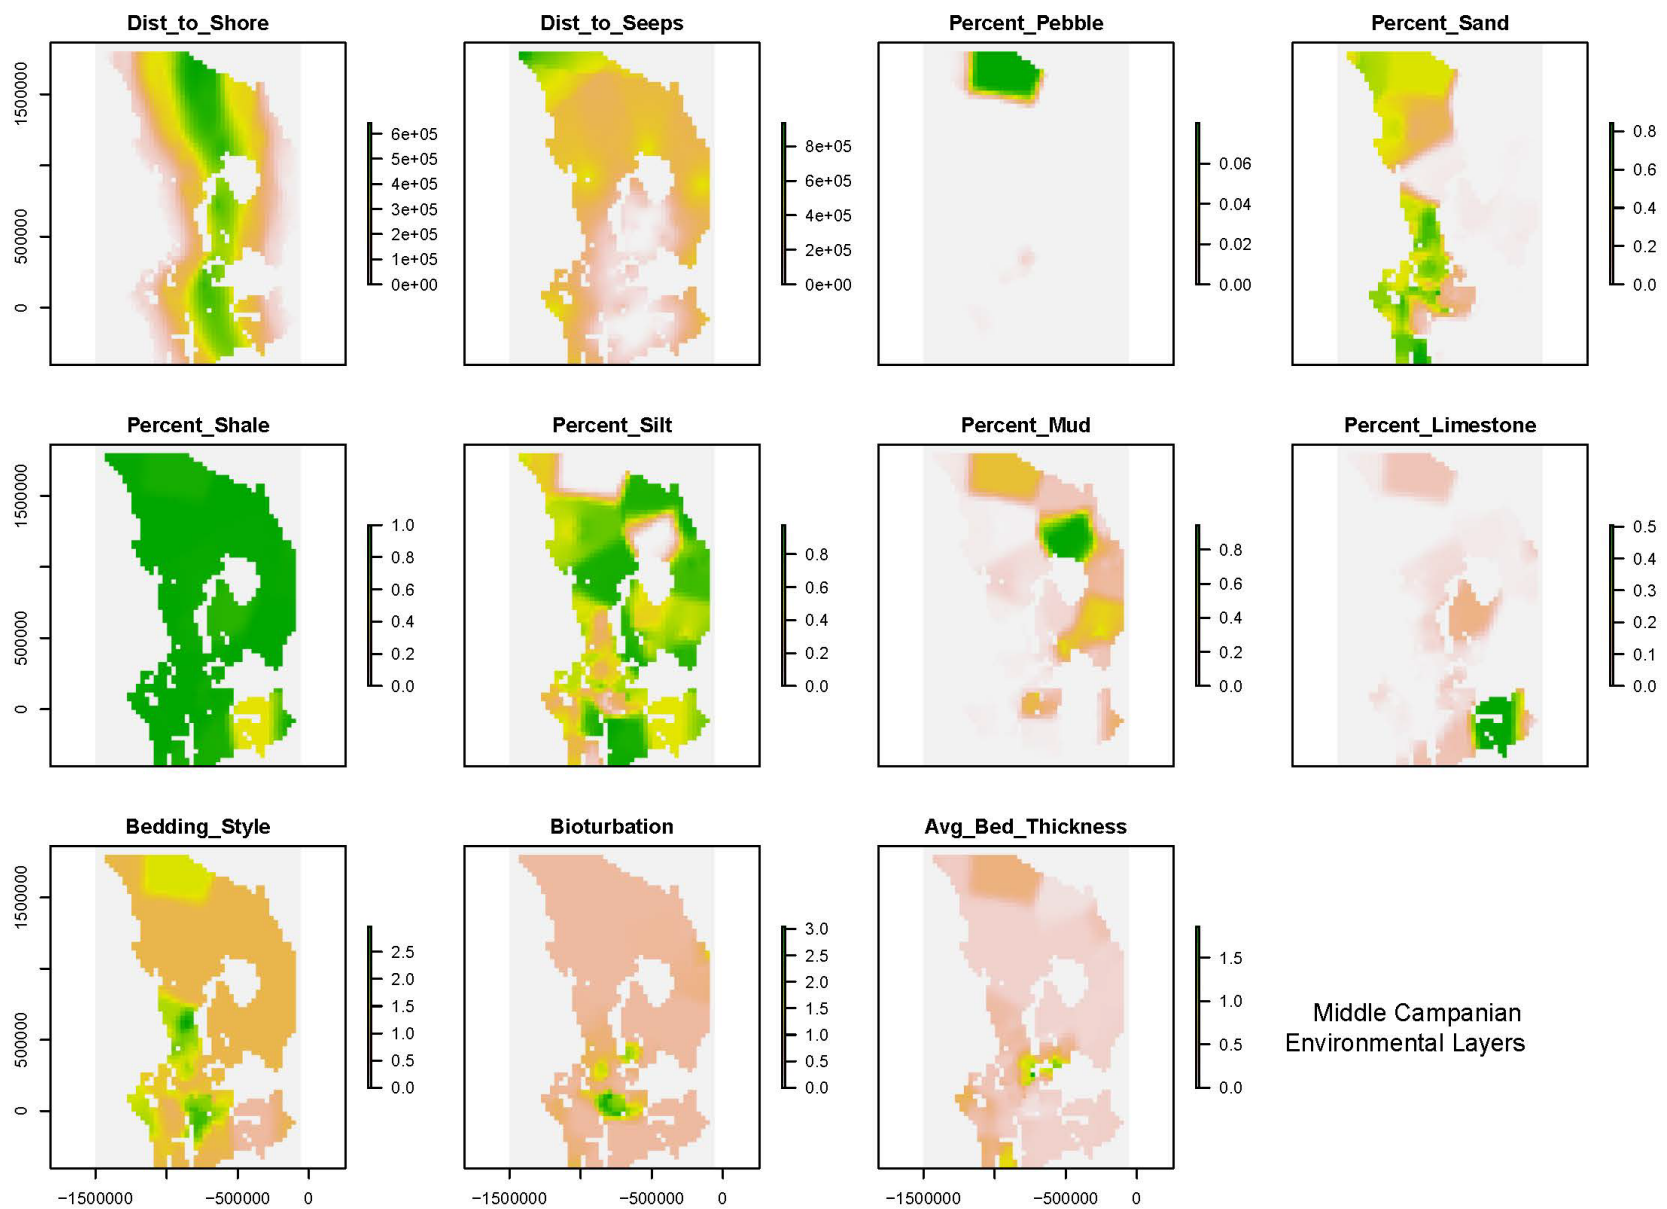 Dist_to_Shore
Dist_to_Seeps
Percent_Pebble
Percent_Sand
1500000
500000
0
6e+05
5e+05
4e+05
3e+05
2e+05
1e+05
0e+00
8e+05
6e+05
4e+05
2e+05
0e+00
0.06
0.04
0.02
0.00
0.8
0.6
0.4
0.2
0.0
Percent_Shale
Percent_Silt
Percent_Mud
Percent_Limestone
1500000
500000
0
1.0
0.8
0.6
0.4
0.2
0.0
0.8
0.6
0.4
0.2
0.0
0.8
0.6
0.4
0.2
0.0
0.5
0.4
0.3
0.2
0.1
0.0
Bedding_Style
Bioturbation
Avg_Bed_Thickness
1500000
500000
0
2.5
2.0
1.5
1.0
0.5
0.0
3.0
2.5
2.0
1.5
1.0
0.5
0.0
1.5
1.0
0.5
0.0
Middle Campanian
Environmental Layers
−1500000 −500000 0
−1500000 −500000 0
−1500000 −500000 0